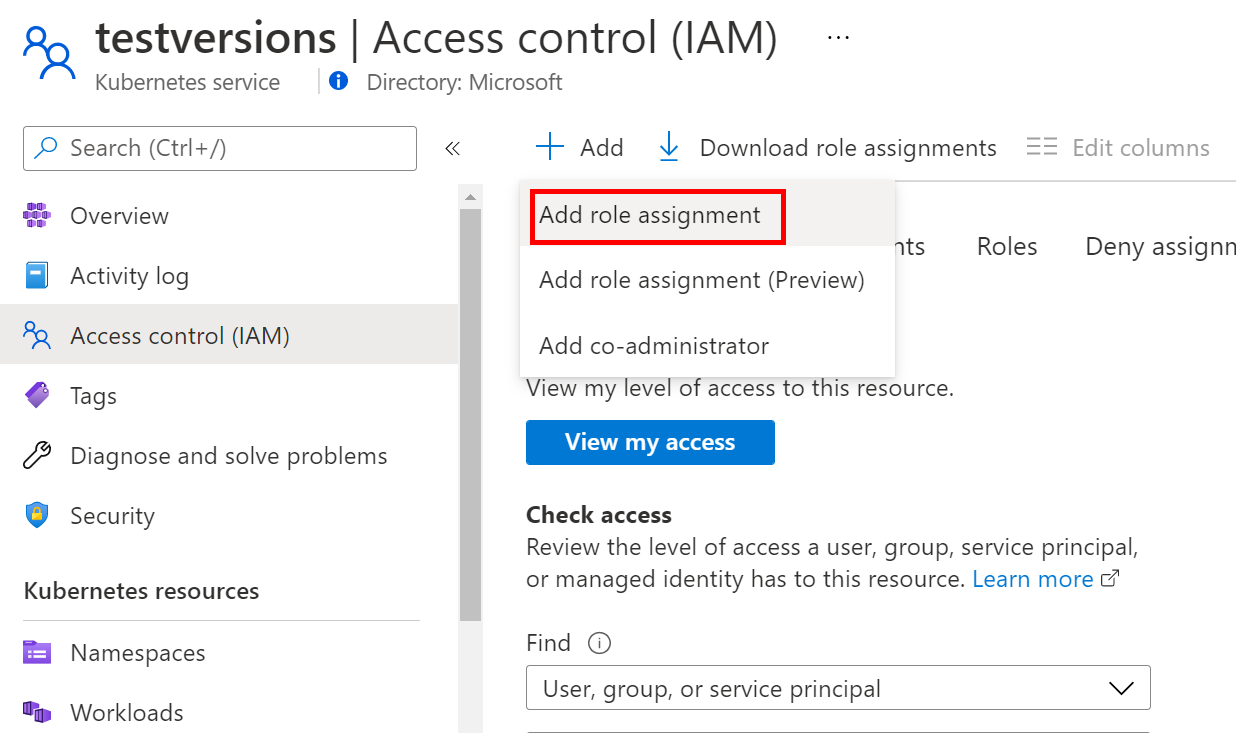 testversions | Access control (IAM) ...
Kubernetes service
Directory: Microsoft
Search (Ctrl+/)
Overview
Activity log
Access control (IAM)
Tags
Diagnose and solve problems
Security
Kubernetes resources
Namespaces
Workloads
Add
Download role assignments
Edit columns
Add role assignment
Add role assignment (Preview)
Add co-administrator
nts
Roles
Deny assignn
View my level of access to this resource.
View my access
Check access
Review the level of access a user, group, service principal,
or managed identity has to this resource. Learn more
Find
User, group, or service principal